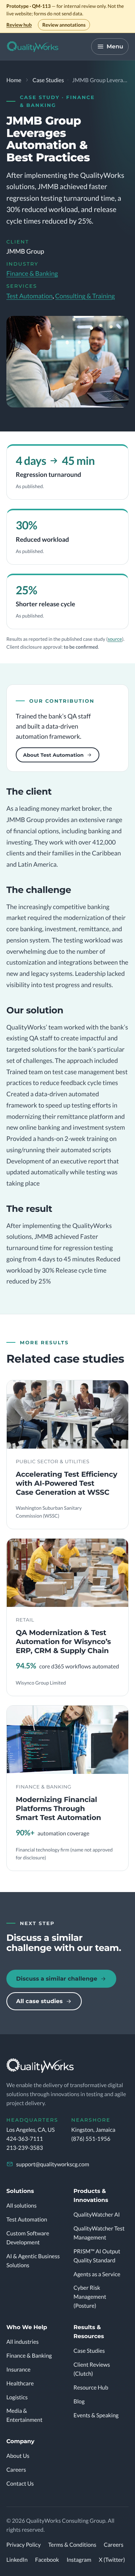 Prototype · QM-113 — for internal review only. Not the
live website; forms do not send data.
Review hub
Review annotations
QualityWorks
Menu
Home
Case Studies
JMMB Group Levera...
CASE STUDY · FINANCE
& BANKING
JMMB Group
Leverages
Automation &
Best Practices
After implementing the QualityWorks
solutions, JMMB achieved faster
regression testing turnaround time, a
30% reduced workload, and release
cycle times reduced by 25%.
CLIENT
JMMB Group
INDUSTRY
Finance & Banking
SERVICES
Test Automation, Consulting & Training
4 days → 45 min
Regression turnaround
As published.
30%
Reduced workload
As published.
25%
Shorter release cycle
As published.
Results as reported in the published case study (source).
Client disclosure approval: to be confirmed.
OUR CONTRIBUTION
Trained the bank's QA staff
and built a data-driven
automation framework.
About Test Automation →
The client
As a leading money market broker, the
JMMB Group provides an extensive range
of financial services, including banking and
investing. They work with over 412,000
clients and their families in the Caribbean
and Latin America.
The challenge
The increasingly competitive banking
market required more from the group's
core banking, investment, remittance, and
pension system. The testing system was
overwhelmed due to increasing
complexities in the connections between
new and legacy systems and leadership lacked
visibility into test progress and results.
Our solution
QualityWorks' team worked with the bank's
existing QA staff to create impactful and
targeted solutions for the bank's particular
challenges. To meet these goals, the team:
Trained team on test case management best
practices to reduce feedback cycle times
Created a data-driven automation
framework to speed up testing efforts of
modernizing and implementing their new
online banking and investment system
Provided a hands-on 2-week training on
using/running the automated scripts
Developed an executive report that
provided insight to leadership while testing was
taking place
The result
After implementing the QualityWorks
solutions, JMMB achieved Faster
turnaround time for regression testing
going from 4 days to 45 minutes Reduced
workload by 30% Release cycle time
reduced by 25%
MORE RESULTS
Related case studies
PUBLIC SECTOR & UTILITIES
Accelerating Test Efficiency
with AI-Powered Test
Case Generation at WSSC
Washington Suburban Sanitary
Commission (WSSC)
RETAIL
QA Modernization & Test
Automation for Wisynco's
ERP, CRM & Supply Chain
94.5% core d365 workflows automated
Wisynco Group Limited
FINANCE & BANKING
Modernizing Financial
Platforms Through
Smart Test Automation
90%+ automation coverage
Financial technology firm (name not approved
for disclosure)
NEXT STEP
Discuss a similar
challenge with our team.
Discuss a similar challenge →
All case studies →
QualityWorks
We enable the delivery of transformative digital
solutions through innovations in testing and agile
project delivery.
HEADQUARTERS
Los Angeles, CA, US
424-363-7111
213-239-3583
NEARSHORE
Kingston, Jamaica
(876) 551-9156
support@qualityworkscg.com
Solutions
All solutions
Test Automation
Custom Software
Development
AI & Agentic Business
Solutions
Products &
Innovations
QualityWatcher AI
QualityWatcher Test
Management
PRISM™ AI Output
Quality Standard
Agents as a Service
Cyber Risk
Management
(Posture)
Who We Help
All industries
Finance & Banking
Insurance
Healthcare
Logistics
Media &
Entertainment
Results &
Resources
Case Studies
Client Reviews
(Clutch)
Resource Hub
Blog
Events & Speaking
Company
About Us
Careers
Contact Us
© 2026 QualityWorks Consulting Group. All
rights reserved.
Privacy Policy
Terms & Conditions
Careers
LinkedIn
Facebook
Instagram
X (Twitter)